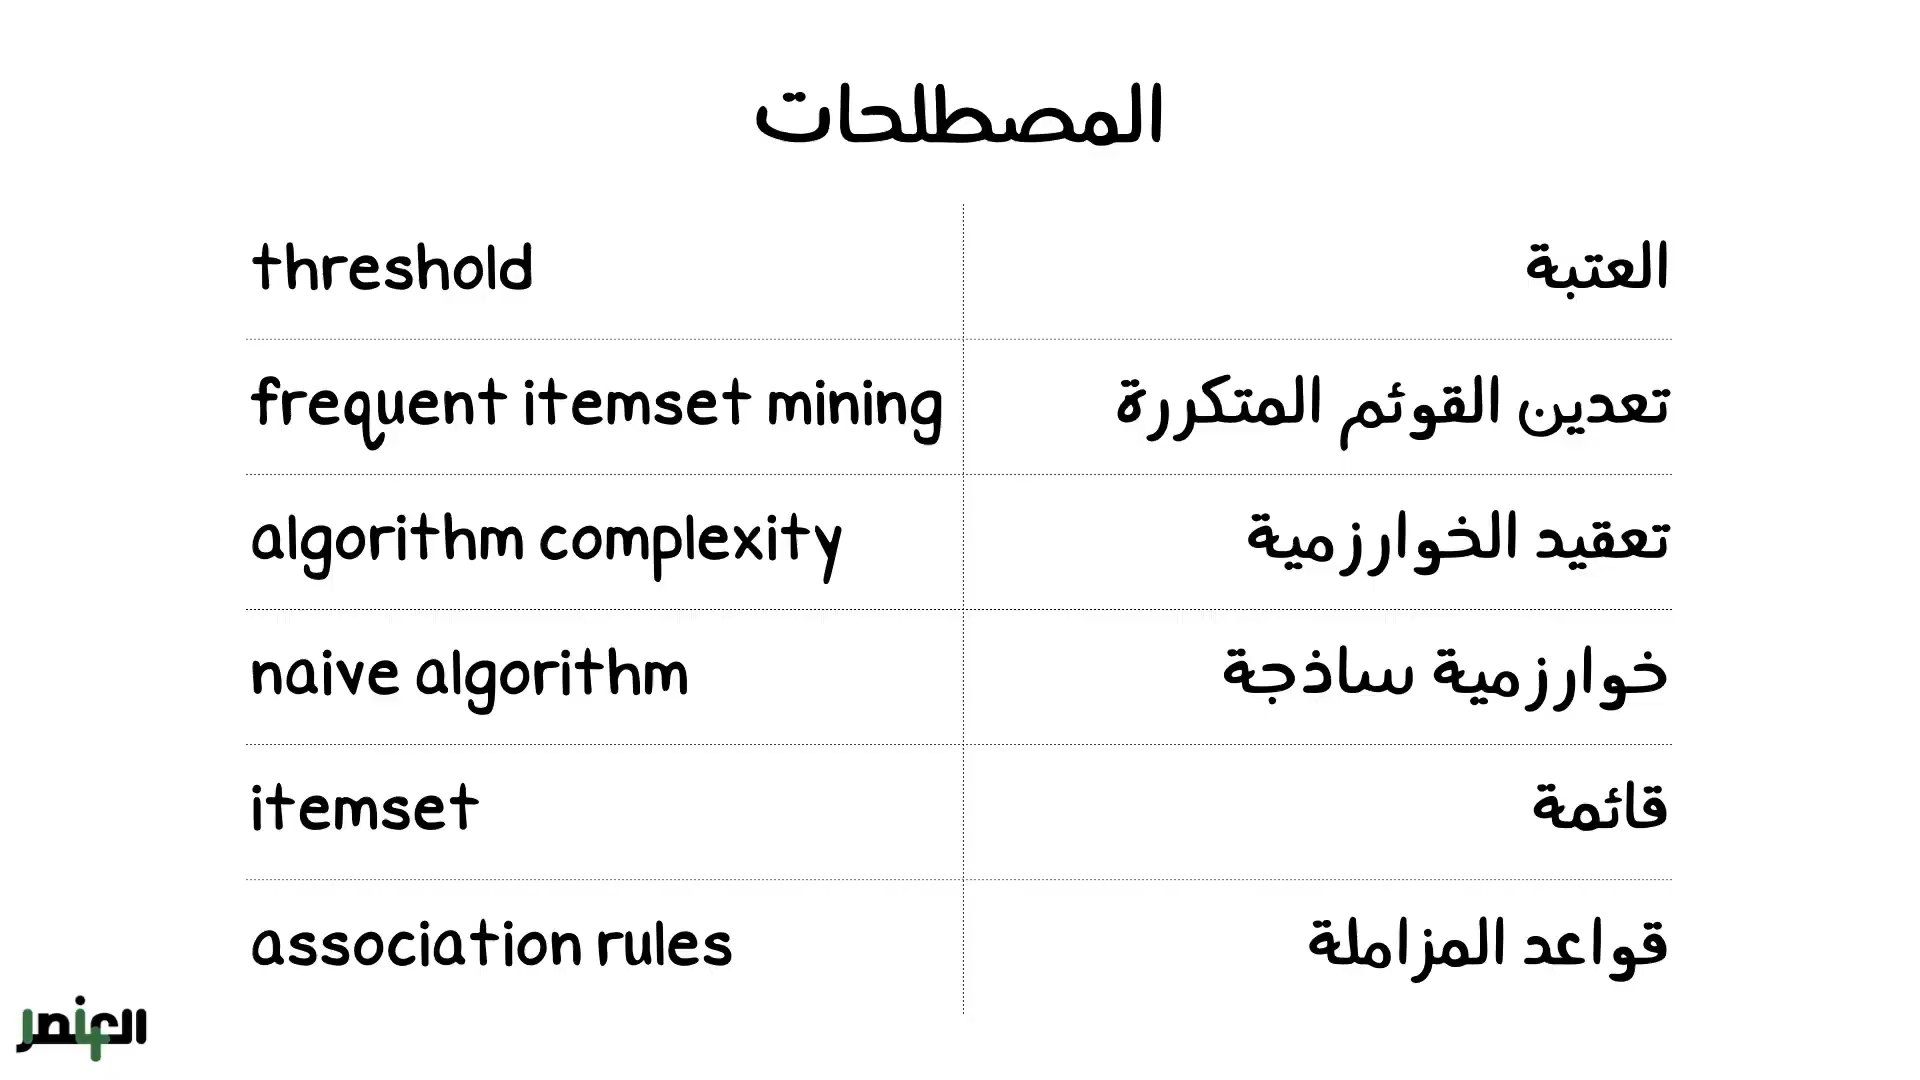 المصطلحات
العتبة
threshold
تعدين القوئم المتكررة
frequent itemset mining
تعقيد الخوارزمية
algorithm complexity
خوارزمية ساذجة
naive algorithm
قائمة
itemset
قواعد المزاملة
association rules
العنصر